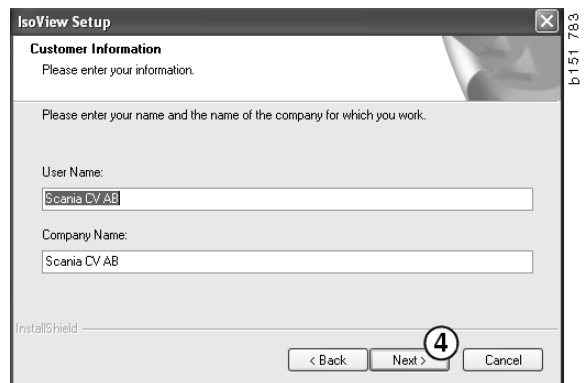 IsoView Setup
Customer Information
Please enter your information.
Please enter your name and the name of the company for which you work.
User Name:
Scania CV AB
Company Name:
Scania CV AB
InstallShield
< Back Next > 4 Cancel
b151 783